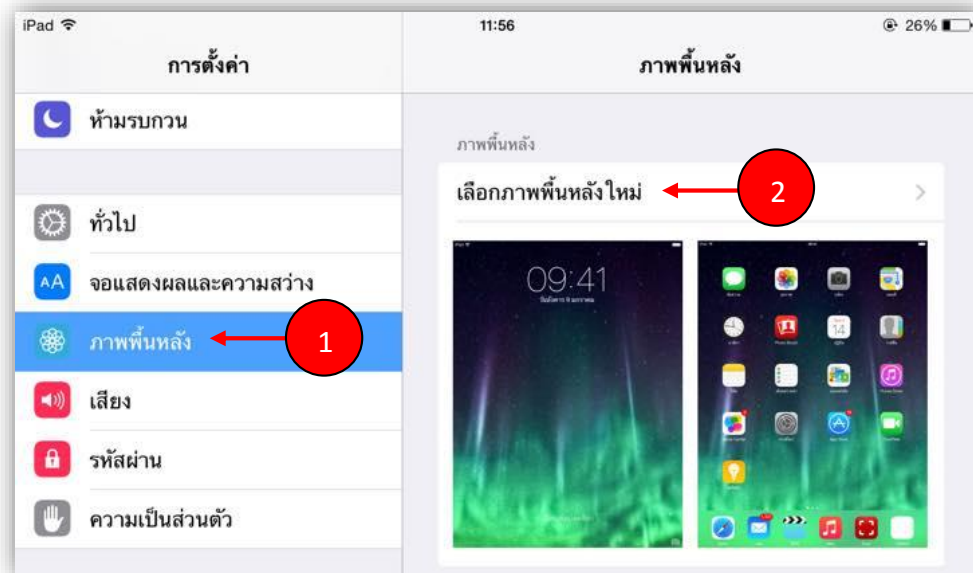 iPad
11:56
26%
การตั้งค่า
ภาพพื้นหลัง
ห้ามรบกวน
ทั่วไป
AA
จอแสดงผลและความสว่าง
ภาพพื้นหลัง
1
เสียง
รหัสผ่าน
ความเป็นส่วนตัว
ภาพพื้นหลัง
เลือกภาพพื้นหลังใหม่
2
09:41
14